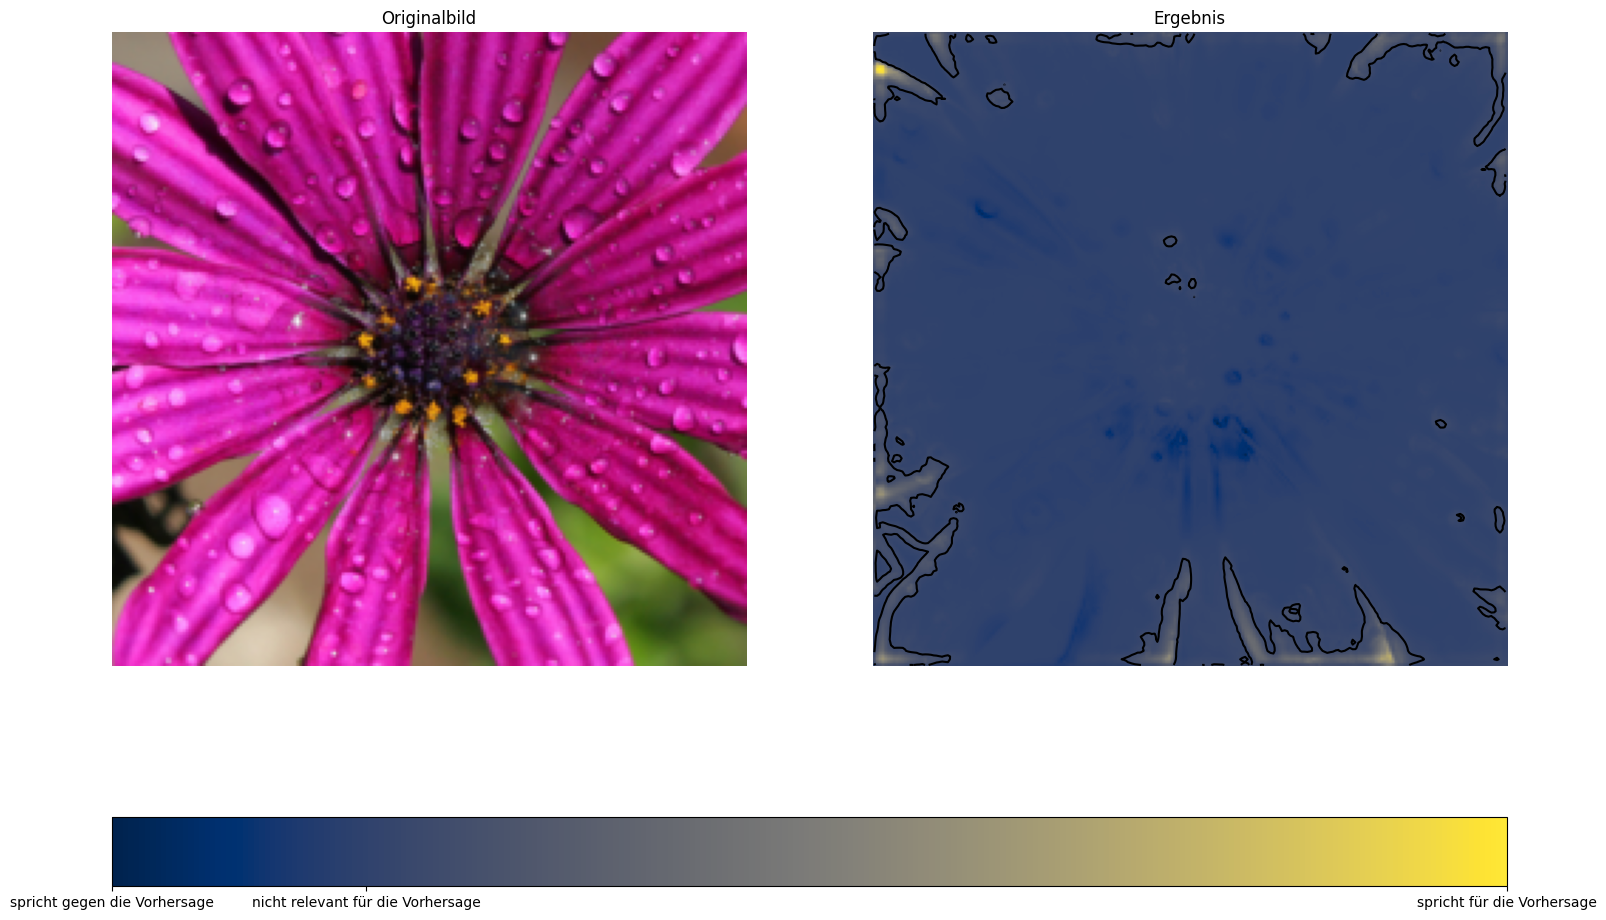 Originalbild
Ergebnis
spricht gegen die Vorhersage
nicht relevant für die Vorhersage
spricht für die Vorhersage